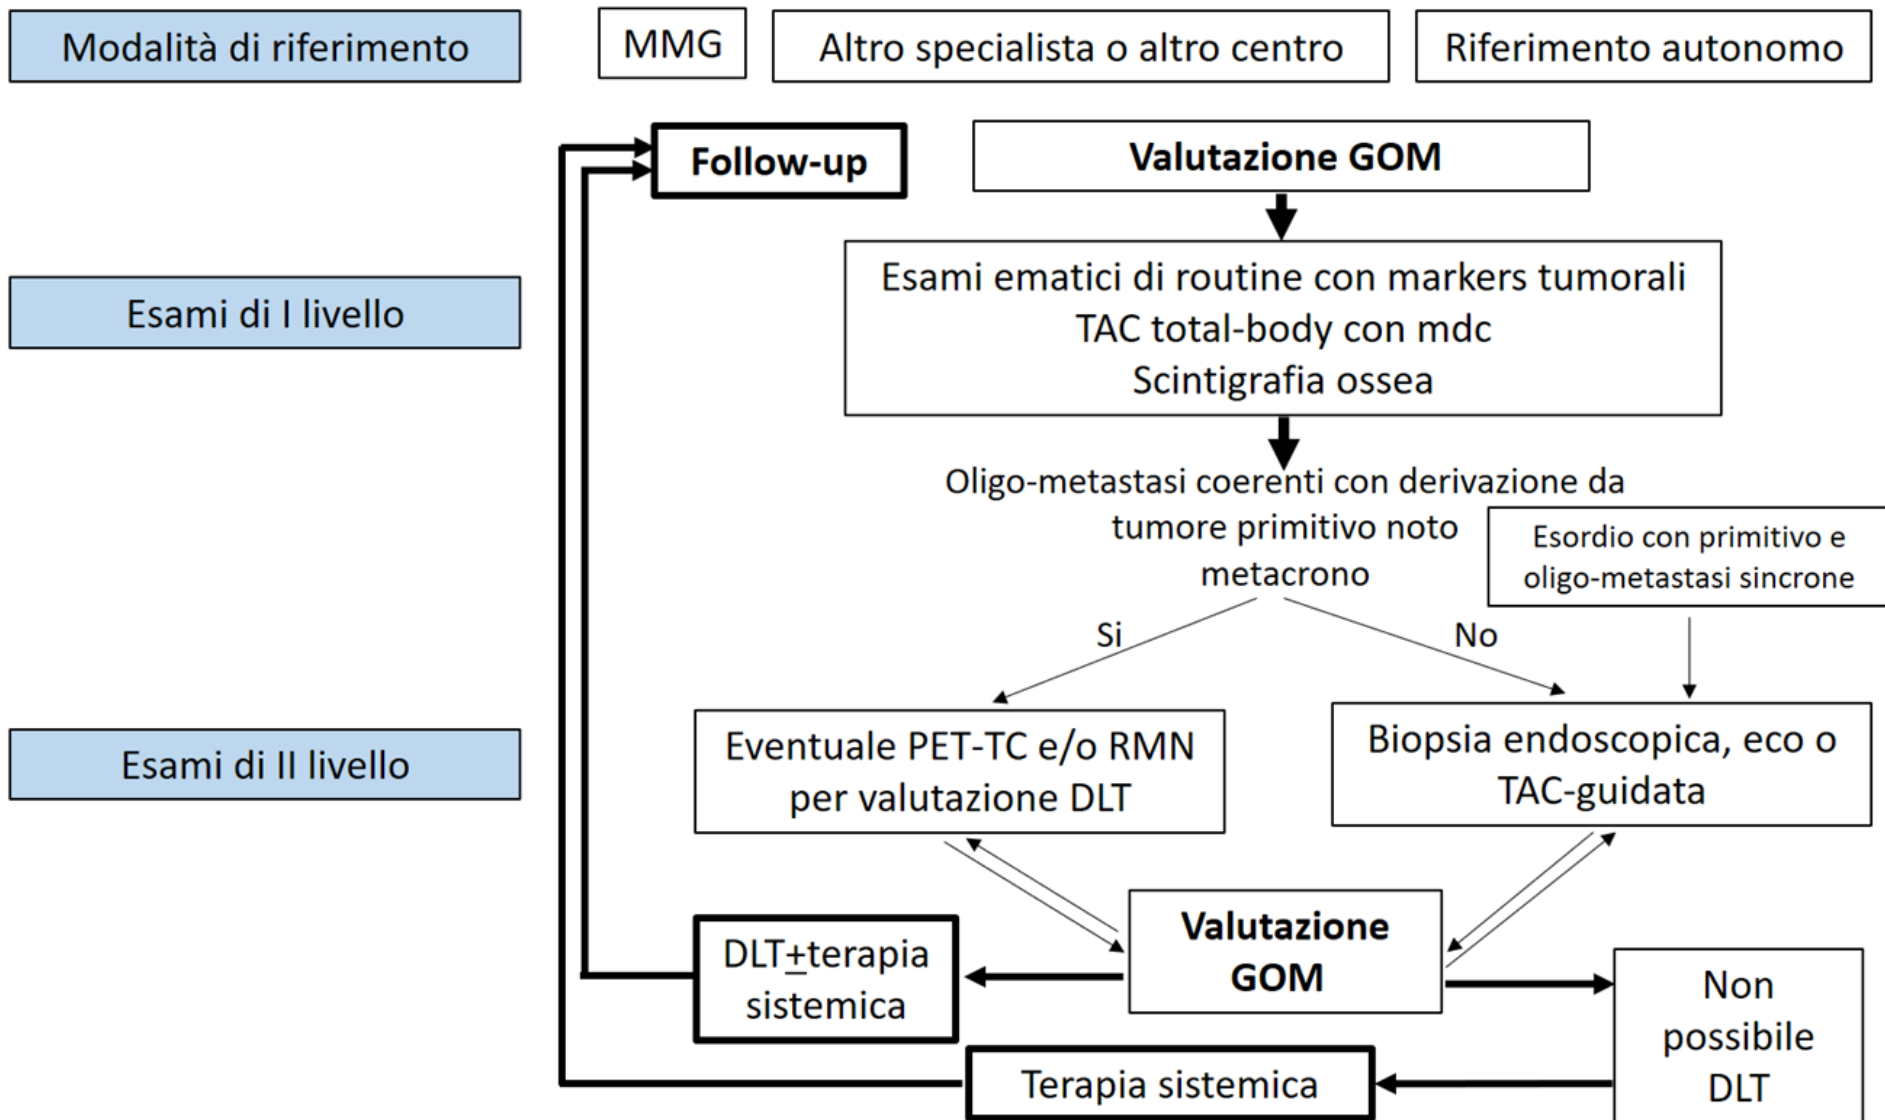 Modalità di riferimento
MMG
Altro specialista o altro centro
Riferimento autonomo
Follow-up
Valutazione GOM
Esami di I livello
Esami ematici di routine con markers tumorali
TAC total-body con mdc
Scintigrafia ossea
Oligo-metastasi coerenti con derivazione da
tumore primitivo noto
metacrono
Esordio con primitivo e
oligo-metastasi sincrone
Si
No
Esami di II livello
Eventuale PET-TC e/o RMN
per valutazione DLT
Biopsia endoscopica, eco o
TAC-guidata
Valutazione
GOM
DLT±terapia
sistemica
Non
possibile
DLT
Terapia sistemica